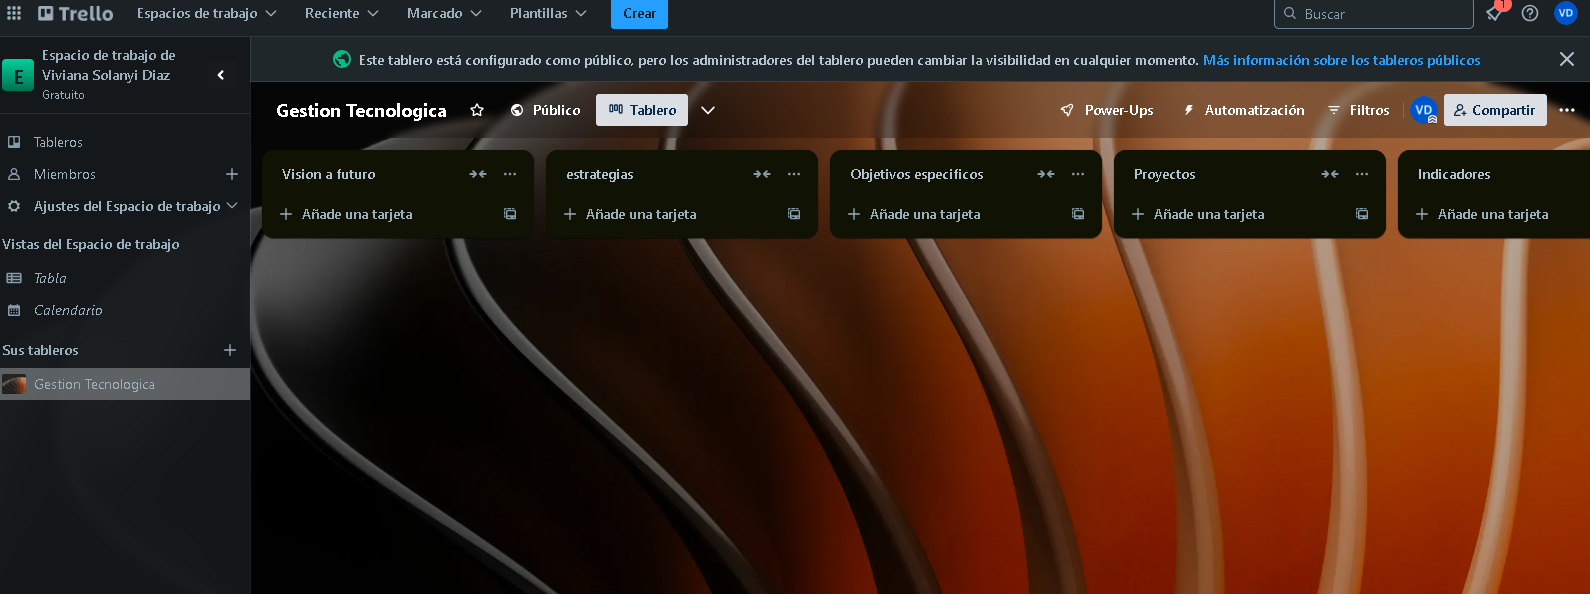 Trello Espacios de trabajo Reciente Marcado Plantillas Crear Buscar 1 VD
E Espacio de trabajo de
Viviana Solanyi Diaz
Gratuito
Este tablero está configurado como público, pero los administradores del tablero pueden cambiar la visibilidad en cualquier momento. Más información sobre los tableros públicos
Gestion Tecnologica Público Tablero Power-Ups Automatización Filtros VD Compartir
Tableros
Miembros
Ajustes del Espacio de trabajo
Vistas del Espacio de trabajo
Tabla
Calendario
Sus tableros
Gestion Tecnologica
Vision a futuro
Añade una tarjeta
estrategias
Añade una tarjeta
Objetivos especificos
Añade una tarjeta
Proyectos
Añade una tarjeta
Indicadores
Añade una tarjeta